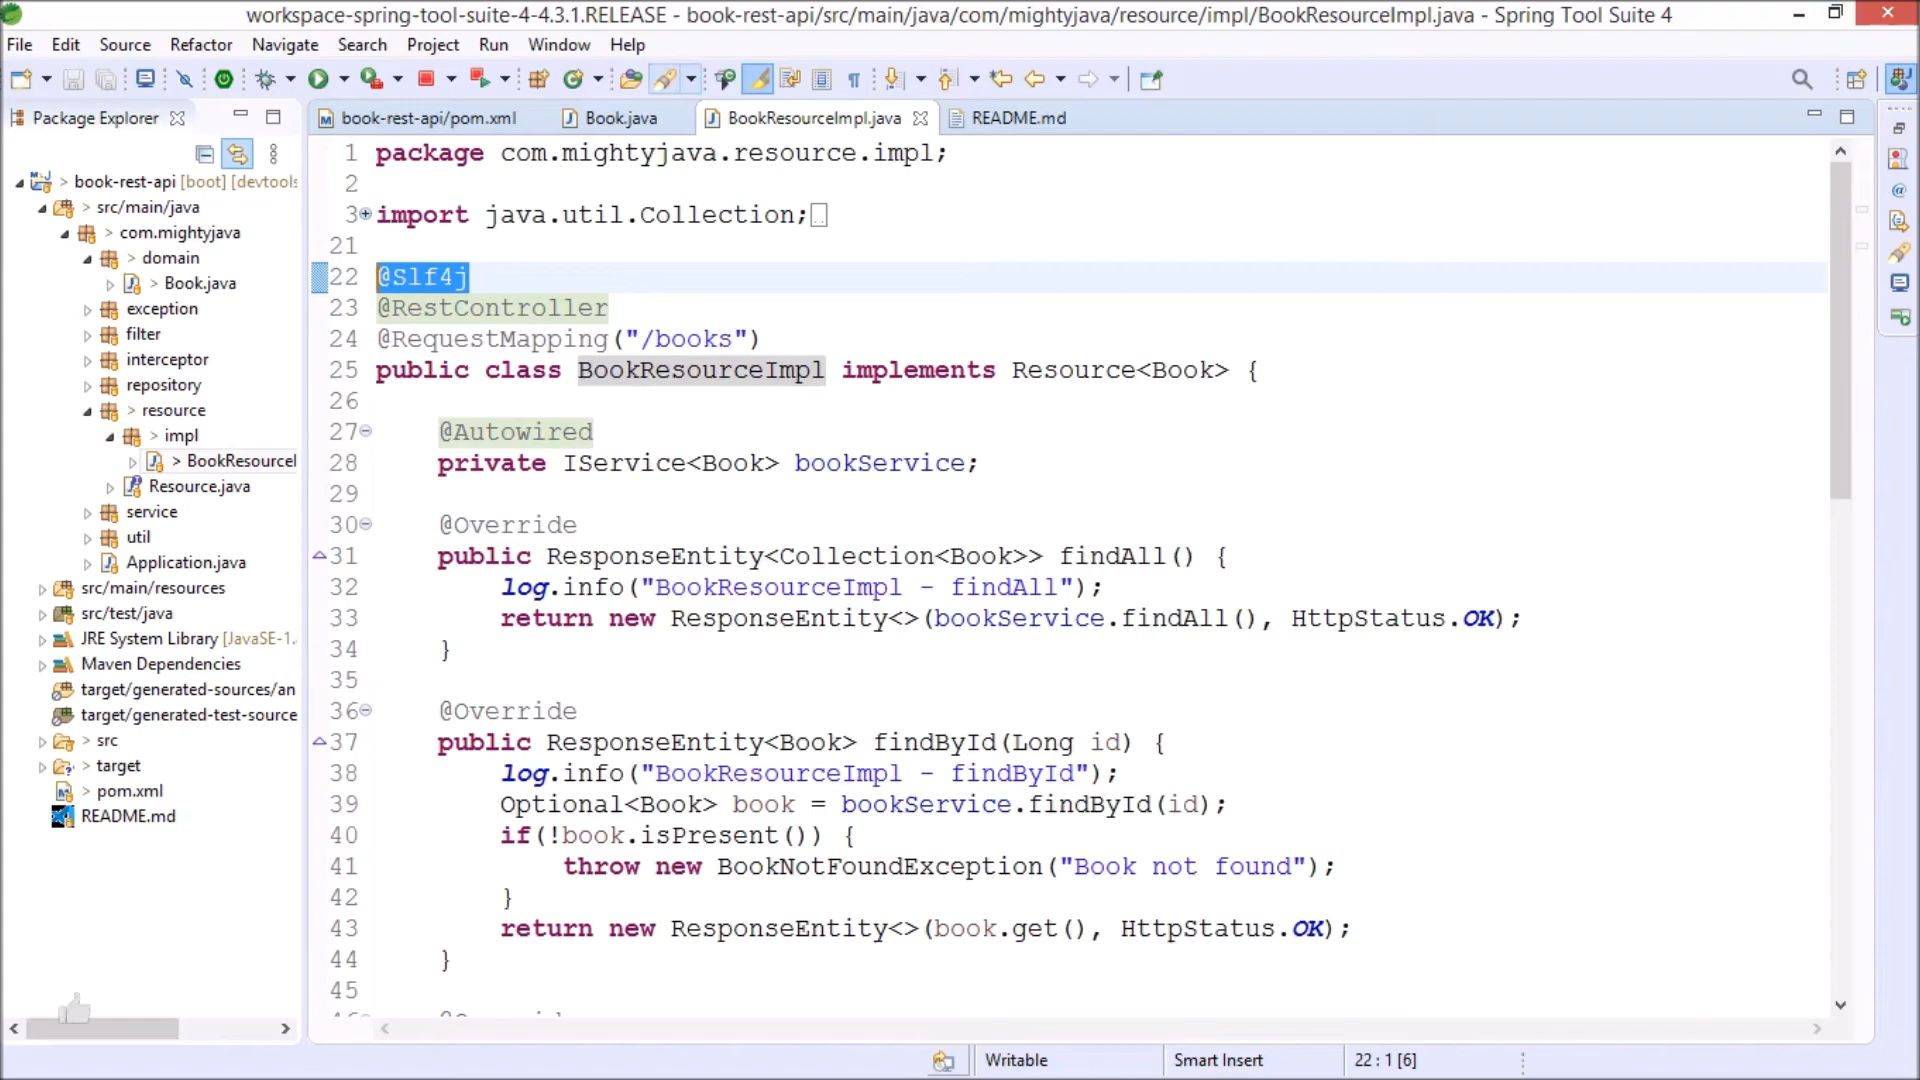 workspace-spring-tool-suite-4-4.3.1.RELEASE - book-rest-api/src/main/java/com/mightyjava/resource/impl/BookResourceImpl.java - Spring Tool Suite 4
File Edit Source Refactor Navigate Search Project Run Window Help
Package Explorer
book-rest-api/pom.xml Book.java BookResourceImpl.java README.md
> book-rest-api [boot] [devtools
> src/main/java
> com.mightyjava
> domain
> Book.java
exception
filter
interceptor
repository
> resource
> impl
> BookResourceI
Resource.java
service
util
Application.java
src/main/resources
src/test/java
JRE System Library [JavaSE-1.
Maven Dependencies
target/generated-sources/an
target/generated-test-source
> src
> target
> pom.xml
README.md
1 package com.mightyjava.resource.impl;
2
3 import java.util.Collection;
21
22 @Slf4j
23 @RestController
24 @RequestMapping("/books")
25 public class BookResourceImpl implements Resource<Book> {
26
27 @Autowired
28 private IService<Book> bookService;
29
30 @Override
31 public ResponseEntity<Collection<Book>> findAll() {
32 log.info("BookResourceImpl - findAll");
33 return new ResponseEntity<>(bookService.findAll(), HttpStatus.OK);
34 }
35
36 @Override
37 public ResponseEntity<Book> findById(Long id) {
38 log.info("BookResourceImpl - findById");
39 Optional<Book> book = bookService.findById(id);
40 if(!book.isPresent()) {
41 throw new BookNotFoundException("Book not found");
42 }
43 return new ResponseEntity<>(book.get(), HttpStatus.OK);
44 }
45
Writable Smart Insert 22 : 1 [6]